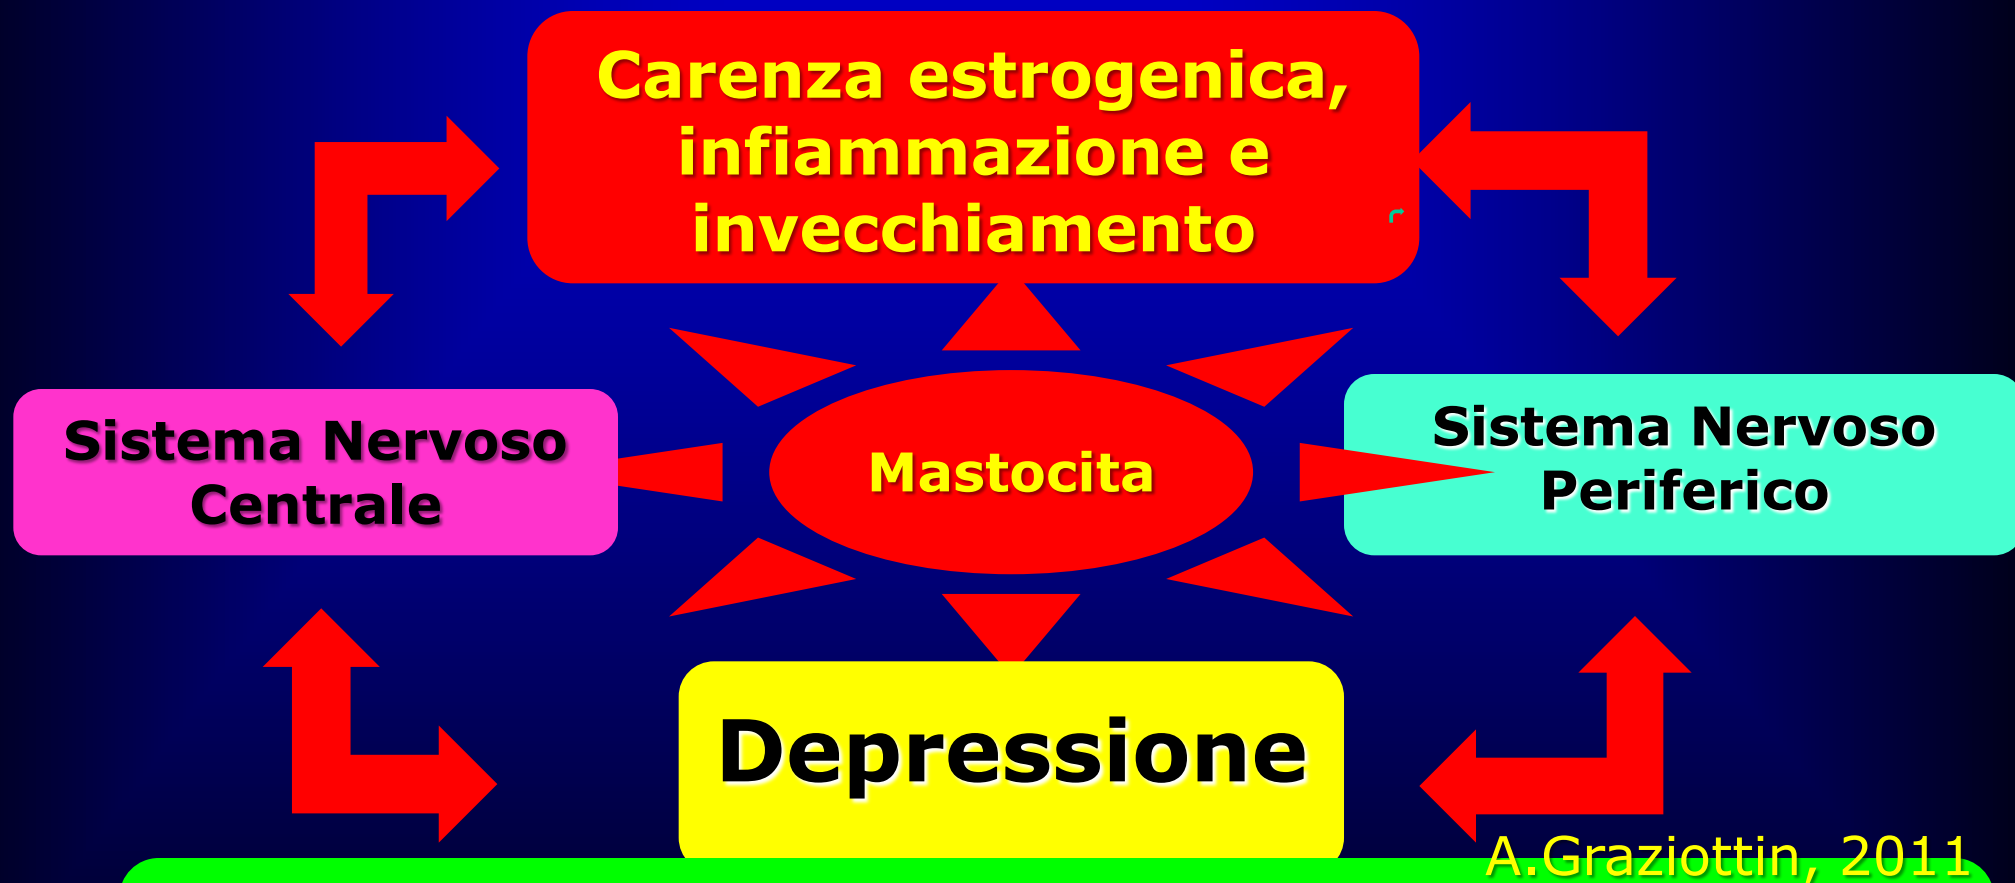 Carenza estrogenica,
infiammazione e
invecchiamento
Sistema Nervoso
Centrale
Mastocita
Sistema Nervoso
Periferico
Depressione
A.Graziottin, 2011